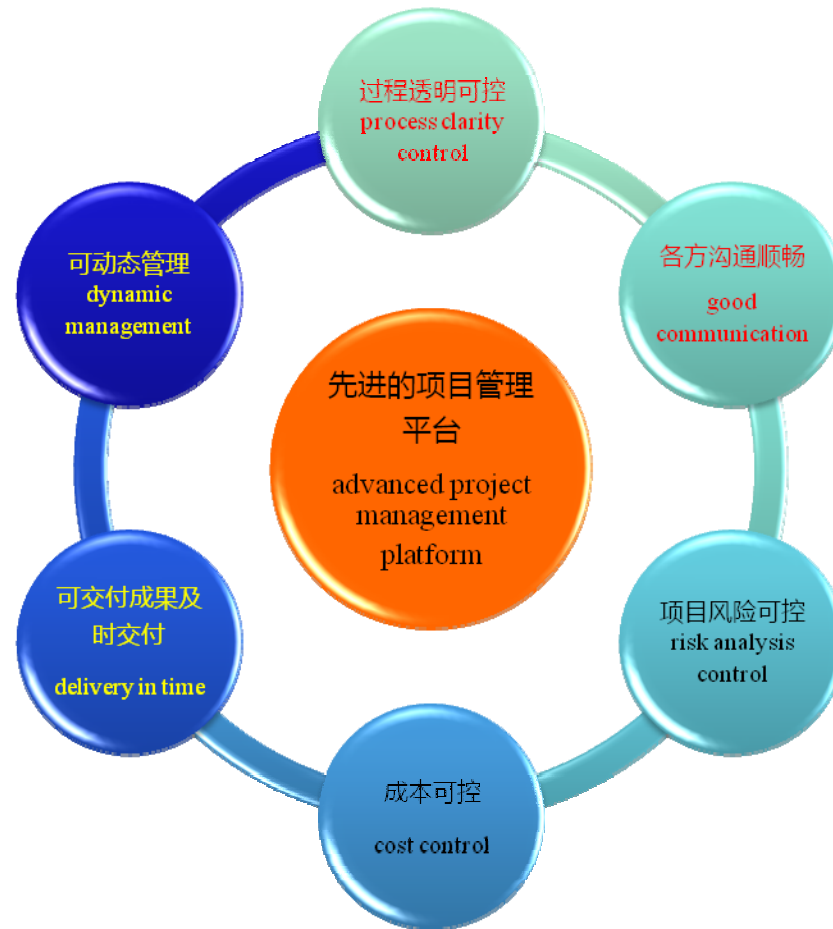 过程透明可控
process clarity
control
各方沟通顺畅
good
communication
项目风险可控
risk analysis
control
成本可控
cost control
可交付成果及
时交付
delivery in time
可动态管理
dynamic
management
先进的项目管理
平台
advanced project
management
platform